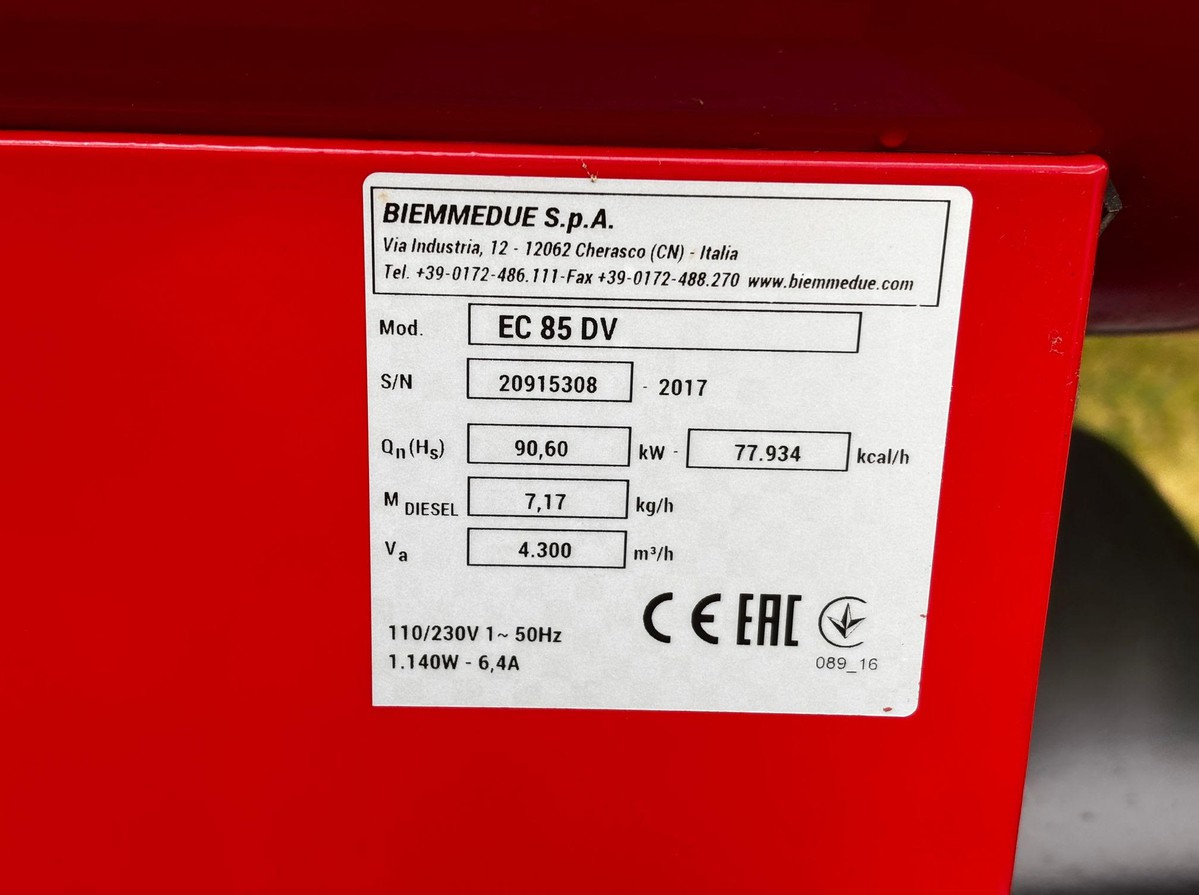 BIEMMEDUE S.p.A.
Via Industria, 12 - 12062 Cherasco (CN) - Italia
Tel. +39-0172-486.111-Fax +39-0172-488.270 www.biemmedue.com
Mod. EC 85 DV
S/N 20915308 - 2017
Qn(Hs) 90,60 kW - 77.934 kcal/h
M DIESEL 7,17 kg/h
Va 4.300 m³/h
CE EAC
110/230V 1~ 50Hz
089_16
1.140W - 6,4A